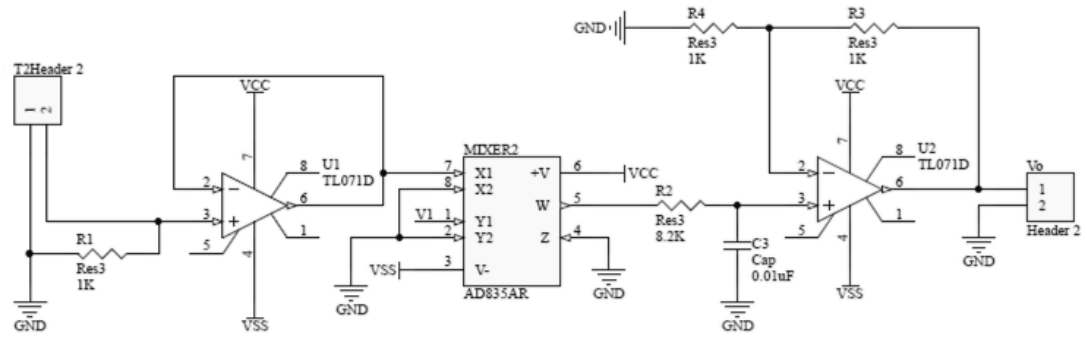 T2Header 2
1
2
R1
Res3
1K
GND
VCC
7
U1
TL071D
8
2
3
6
1
5
4
VSS
MIXER2
7
X1
+V
6
VCC
8
X2
W
5
V1
1
Y1
2
Y2
Z
4
VSS
3
V-
AD835AR
GND
GND
R2
Res3
8.2K
C3
Cap
0.01uF
GND
GND
R4
Res3
1K
R3
Res3
1K
VCC
7
U2
TL071D
8
2
3
6
1
5
4
VSS
Vo
1
2
Header 2
GND